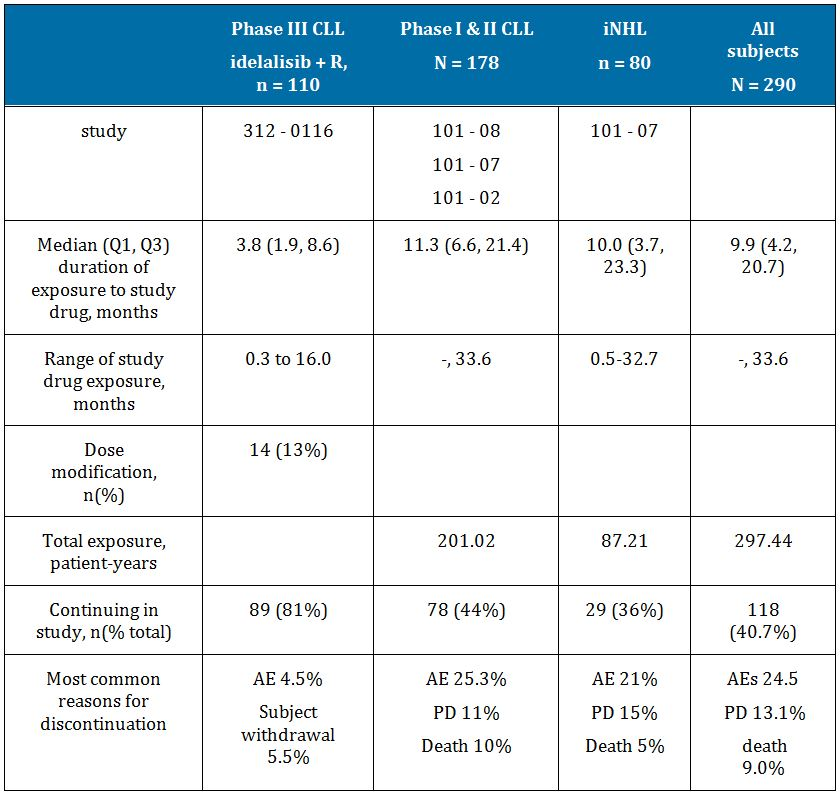 Phase III CLL
idelalisib + R,
n = 110
Phase I & II CLL
N = 178
iNHL
n = 80
All
subjects
N = 290
study
312 - 0116
101 - 08
101 - 07
101 - 02
101 - 07
Median (Q1, Q3)
duration of
exposure to study
drug, months
3.8 (1.9, 8.6)
11.3 (6.6, 21.4)
10.0 (3.7,
23.3)
9.9 (4.2,
20.7)
Range of study
drug exposure,
months
0.3 to 16.0
-, 33.6
0.5-32.7
-, 33.6
Dose
modification,
n(%)
14 (13%)
Total exposure,
patient-years
201.02
87.21
297.44
Continuing in
study, n(% total)
89 (81%)
78 (44%)
29 (36%)
118
(40.7%)
Most common
reasons for
discontinuation
AE 4.5%
Subject
withdrawal
5.5%
AE 25.3%
PD 11%
Death 10%
AE 21%
PD 15%
Death 5%
AEs 24.5
PD 13.1%
death
9.0%